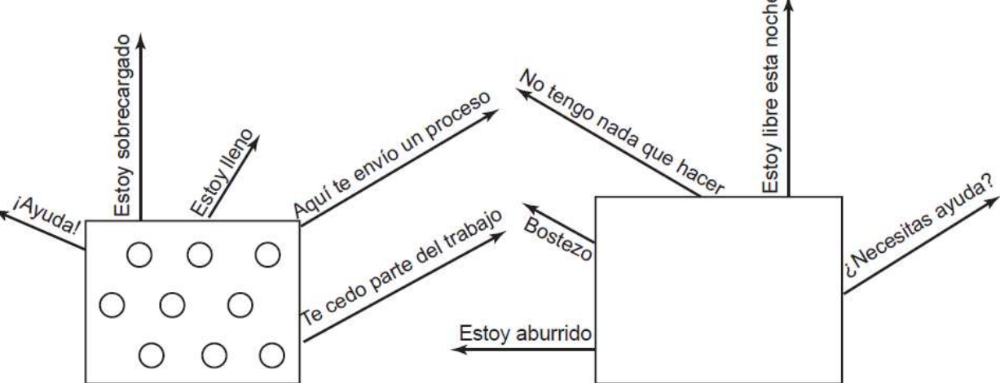 ¡Ayuda!
Estoy sobrecargado
Estoy lleno
Aquí te envío un proceso
Te cedo parte del trabajo
No tengo nada que hacer
Estoy libre esta noche
Bostezo
¿Necesitas ayuda?
Estoy aburrido